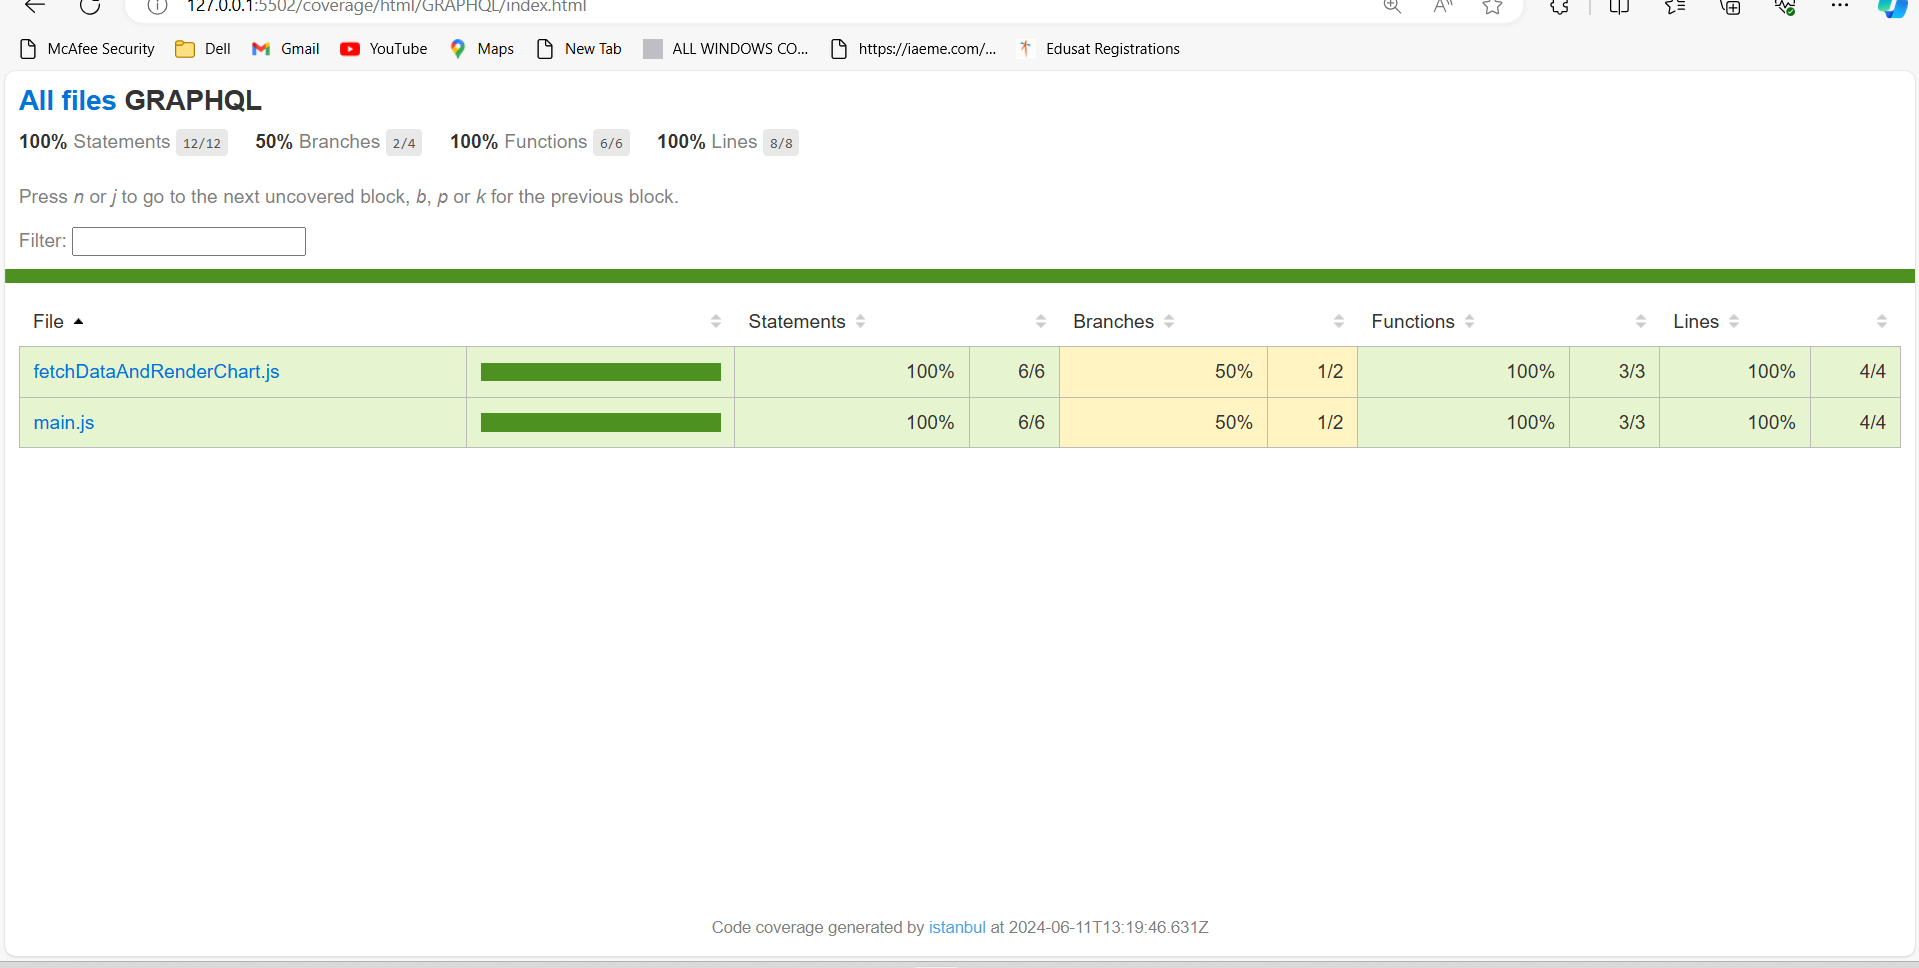 127.0.0.1:5502/coverage/html/GRAPHQL/index.html
McAfee Security Dell Gmail YouTube Maps New Tab ALL WINDOWS CO... https://iaeme.com/... Edusat Registrations
All files GRAPHQL
100% Statements 12/12 50% Branches 2/4 100% Functions 6/6 100% Lines 8/8
Press n or j to go to the next uncovered block, b, p or k for the previous block.
Filter:
File Statements Branches Functions Lines
fetchDataAndRenderChart.js 100% 6/6 50% 1/2 100% 3/3 100% 4/4
main.js 100% 6/6 50% 1/2 100% 3/3 100% 4/4
Code coverage generated by istanbul at 2024-06-11T13:19:46.631Z